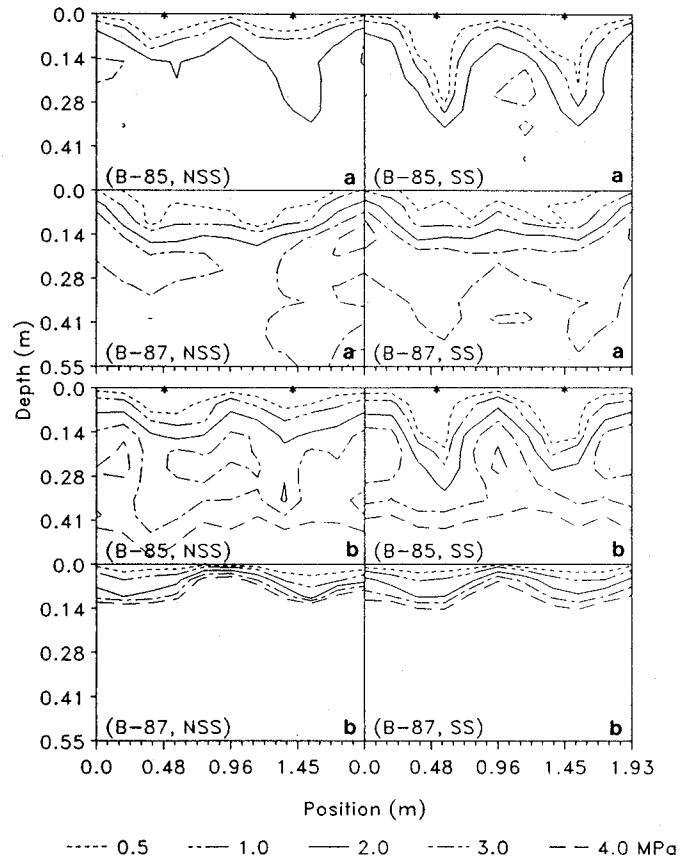 0.0
0.14
0.28
0.41
(B-85, NSS) a
(B-85, SS) a
0.0
0.14
0.28
0.41
0.55
(B-87, NSS) a
(B-87, SS) a
Depth (m)
0.0
0.14
0.28
0.41
(B-85, NSS) b
(B-85, SS) b
0.0
0.14
0.28
0.41
0.55
(B-87, NSS) b
(B-87, SS) b
0.0 0.48 0.96 1.45 0.0 0.48 0.96 1.45 1.93
Position (m)
0.5 1.0 2.0 3.0 4.0 MPa